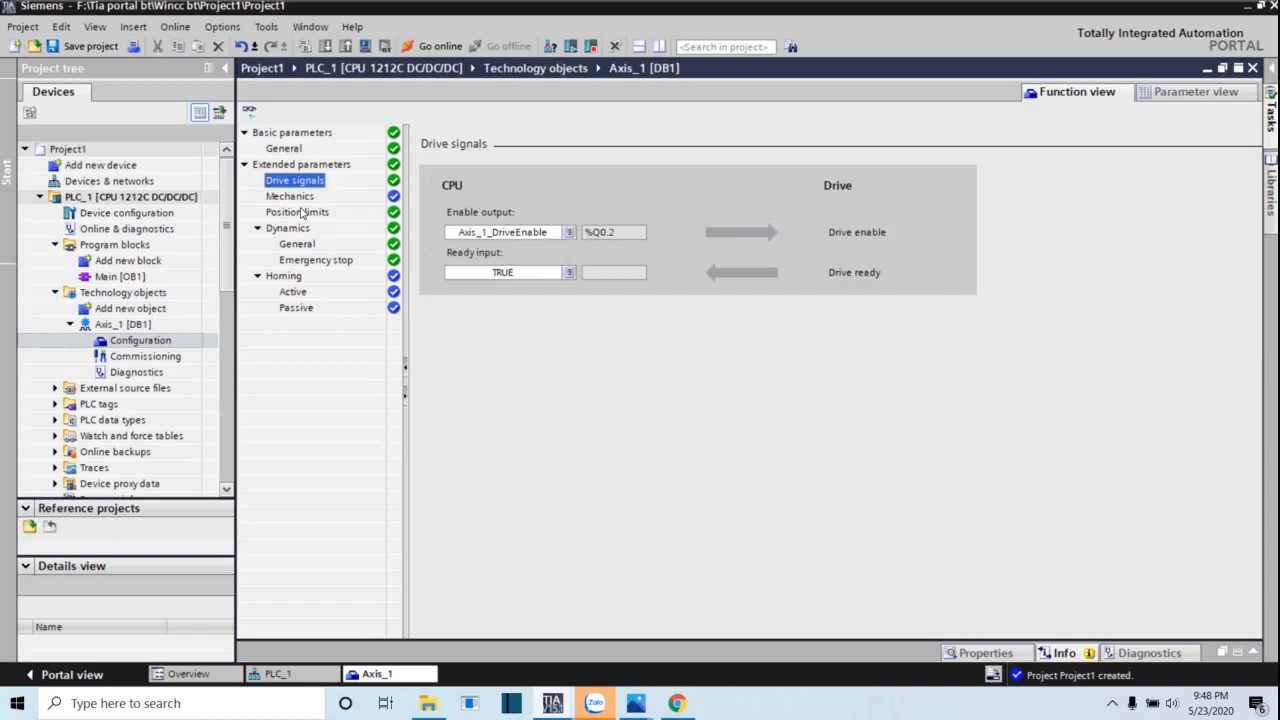 Siemens - F:\Tia portal bt\Wincc bt\Project1\Project1
Project Edit View Insert Online Options Tools Window Help
Totally Integrated Automation
PORTAL
Save project
Go online
Go offline
<Search in project>
Project tree
Project1 PLC_1 [CPU 1212C DC/DC/DC] Technology objects Axis_1 [DB1]
Devices
Function view
Parameter view
Start
Tasks
Libraries
Project1
Add new device
Devices & networks
PLC_1 [CPU 1212C DC/DC/DC]
Device configuration
Online & diagnostics
Program blocks
Add new block
Main [OB1]
Technology objects
Add new object
Axis_1 [DB1]
Configuration
Commissioning
Diagnostics
External source files
PLC tags
PLC data types
Watch and force tables
Online backups
Traces
Device proxy data
Reference projects
Details view
Name
Basic parameters
General
Extended parameters
Drive signals
Mechanics
Position limits
Dynamics
General
Emergency stop
Homing
Active
Passive
Drive signals
CPU
Drive
Enable output:
Axis_1_DriveEnable
%Q0.2
Drive enable
Ready input:
TRUE
Drive ready
Properties
Info
Diagnostics
Portal view
Overview
PLC_1
Axis_1
Project Project1 created.
Type here to search
TIA
Zalo
9:48 PM
5/23/2020
6